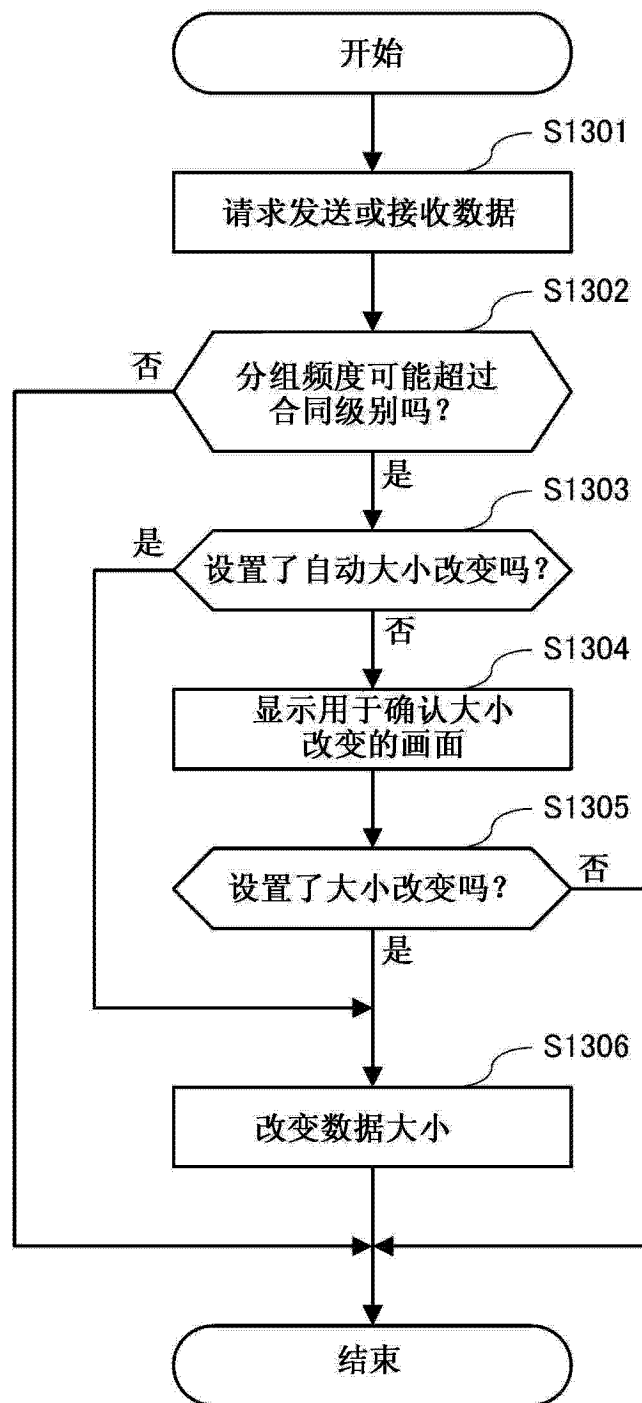 开始
S1301
请求发送或接收数据
S1302
否
分组频度可能超过
合同级别吗？
是
S1303
是
设置了自动大小改变吗？
否
S1304
显示用于确认大小
改变的画面
S1305
设置了大小改变吗？
否
是
S1306
改变数据大小
结束